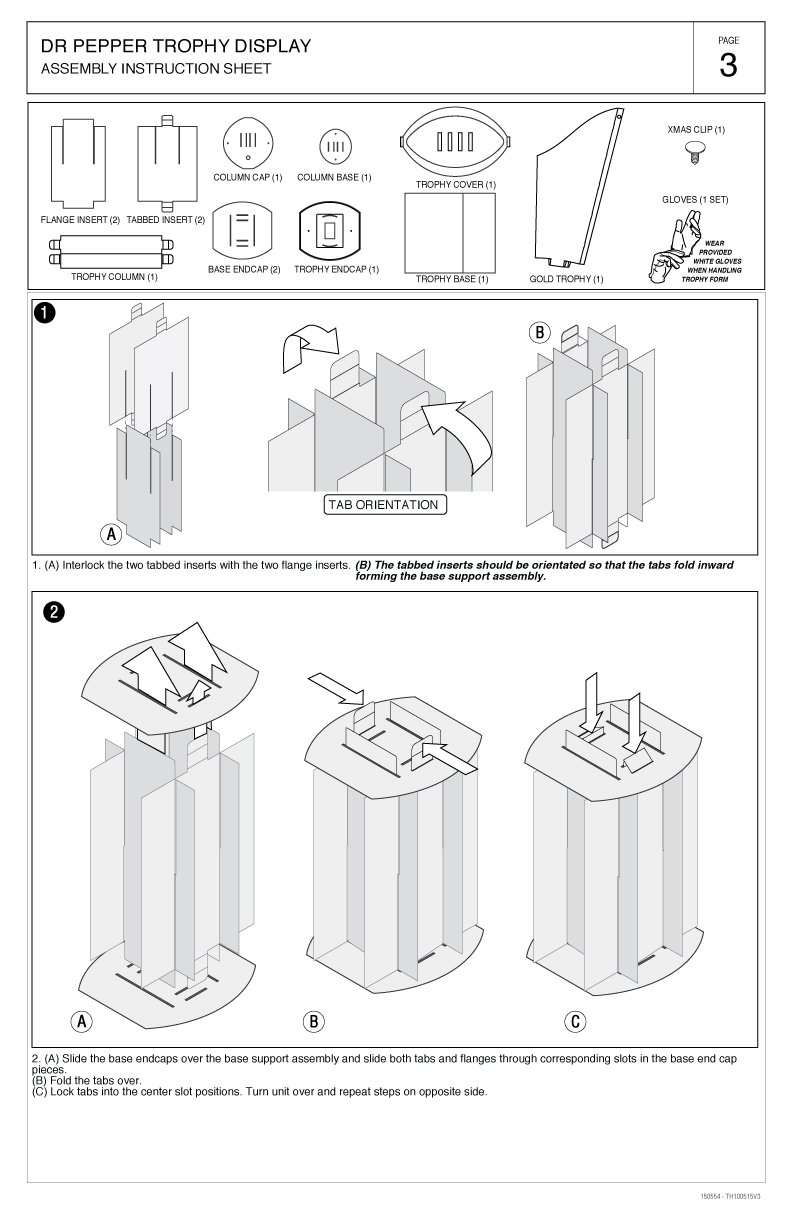 DR PEPPER TROPHY DISPLAY
ASSEMBLY INSTRUCTION SHEET
PAGE
3
FLANGE INSERT (2)
TABBED INSERT (2)
TROPHY COLUMN (1)
COLUMN CAP (1)
COLUMN BASE (1)
BASE ENDCAP (2)
TROPHY ENDCAP (1)
TROPHY COVER (1)
TROPHY BASE (1)
GOLD TROPHY (1)
XMAS CLIP (1)
GLOVES (1 SET)
WEAR
PROVIDED
WHITE GLOVES
WHEN HANDLING
TROPHY FORM
1
A
TAB ORIENTATION
B
1. (A) Interlock the two tabbed inserts with the two flange inserts. (B) The tabbed inserts should be orientated so that the tabs fold inward
forming the base support assembly.
2
A
B
C
2. (A) Slide the base endcaps over the base support assembly and slide both tabs and flanges through corresponding slots in the base end cap
pieces.
(B) Fold the tabs over.
(C) Lock tabs into the center slot positions. Turn unit over and repeat steps on opposite side.
150554 - TH100515V3